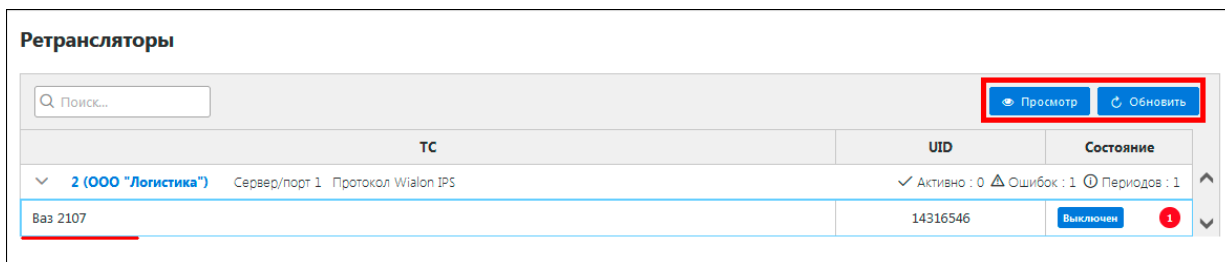 Ретрансляторы
Поиск...
Просмотр Обновить
ТС UID Состояние
2 (ООО "Логистика") Сервер/порт 1 Протокол Wialon IPS Активно : 0 Ошибок : 1 Периодов : 1
Ваз 2107 14316546 Выключен 1